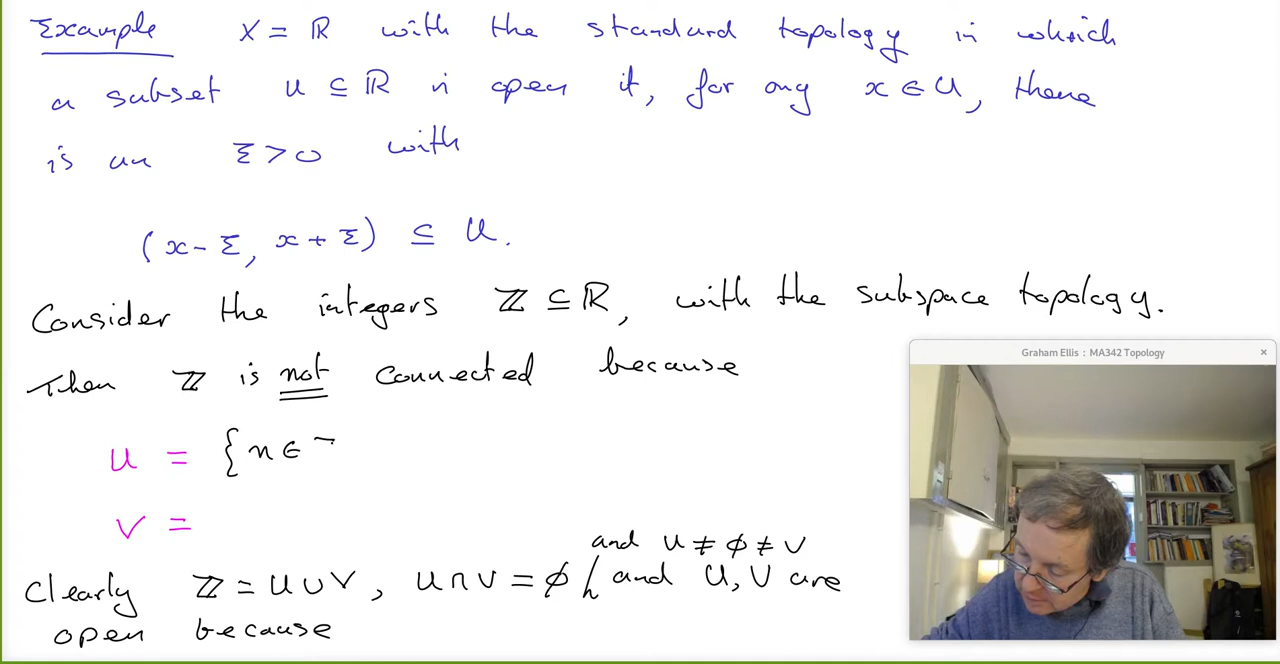 Example X = ℝ with the standard topology in which
a subset U ⊆ ℝ is open if, for any x ∈ U, there
is an ε > 0 with
(x - ε, x + ε) ⊆ U.
Consider the integers ℤ ⊆ ℝ, with the subspace topology.
Then ℤ is not connected because
U = { n ∈
V =
and U ≠ ϕ ≠ V
Clearly ℤ = U ∪ V, U ∩ V = ϕ and U, V are
open because
Graham Ellis : MA342 Topology